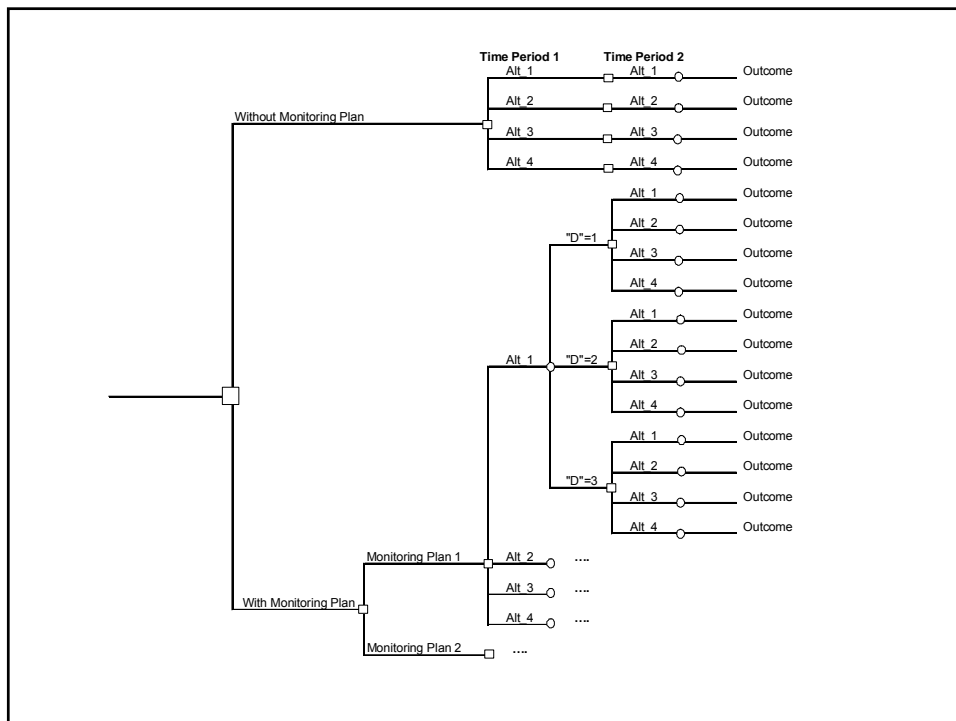 Time Period 1 Time Period 2
Alt_1 Alt_1 Outcome
Alt_2 Alt_2 Outcome
Without Monitoring Plan
Alt_3 Alt_3 Outcome
Alt_4 Alt_4 Outcome
Alt_1 Outcome
Alt_2 Outcome
"D"=1
Alt_3 Outcome
Alt_4 Outcome
Alt_1 Outcome
Alt_2 Outcome
Alt_1 "D"=2
Alt_3 Outcome
Alt_4 Outcome
Alt_1 Outcome
Alt_2 Outcome
"D"=3
Alt_3 Outcome
Alt_4 Outcome
Monitoring Plan 1 Alt_2 ....
Alt_3 ....
With Monitoring Plan
Alt_4 ....
Monitoring Plan 2 ....